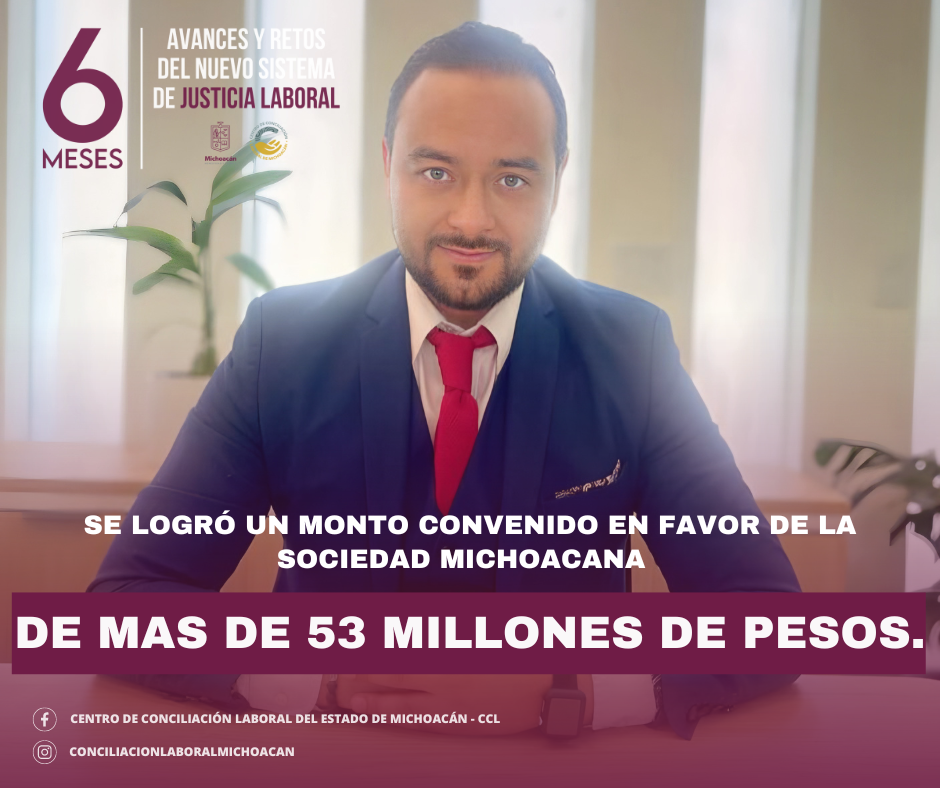 6
MESES
AVANCES Y RETOS
DEL NUEVO SISTEMA
DE JUSTICIA LABORAL
Michoacán
SE LOGRÓ UN MONTO CONVENIDO EN FAVOR DE LA
SOCIEDAD MICHOACANA
DE MAS DE 53 MILLONES DE PESOS.
CENTRO DE CONCILIACIÓN LABORAL DEL ESTADO DE MICHOACÁN - CCL
CONCILIACIONLABORALMICHOACAN